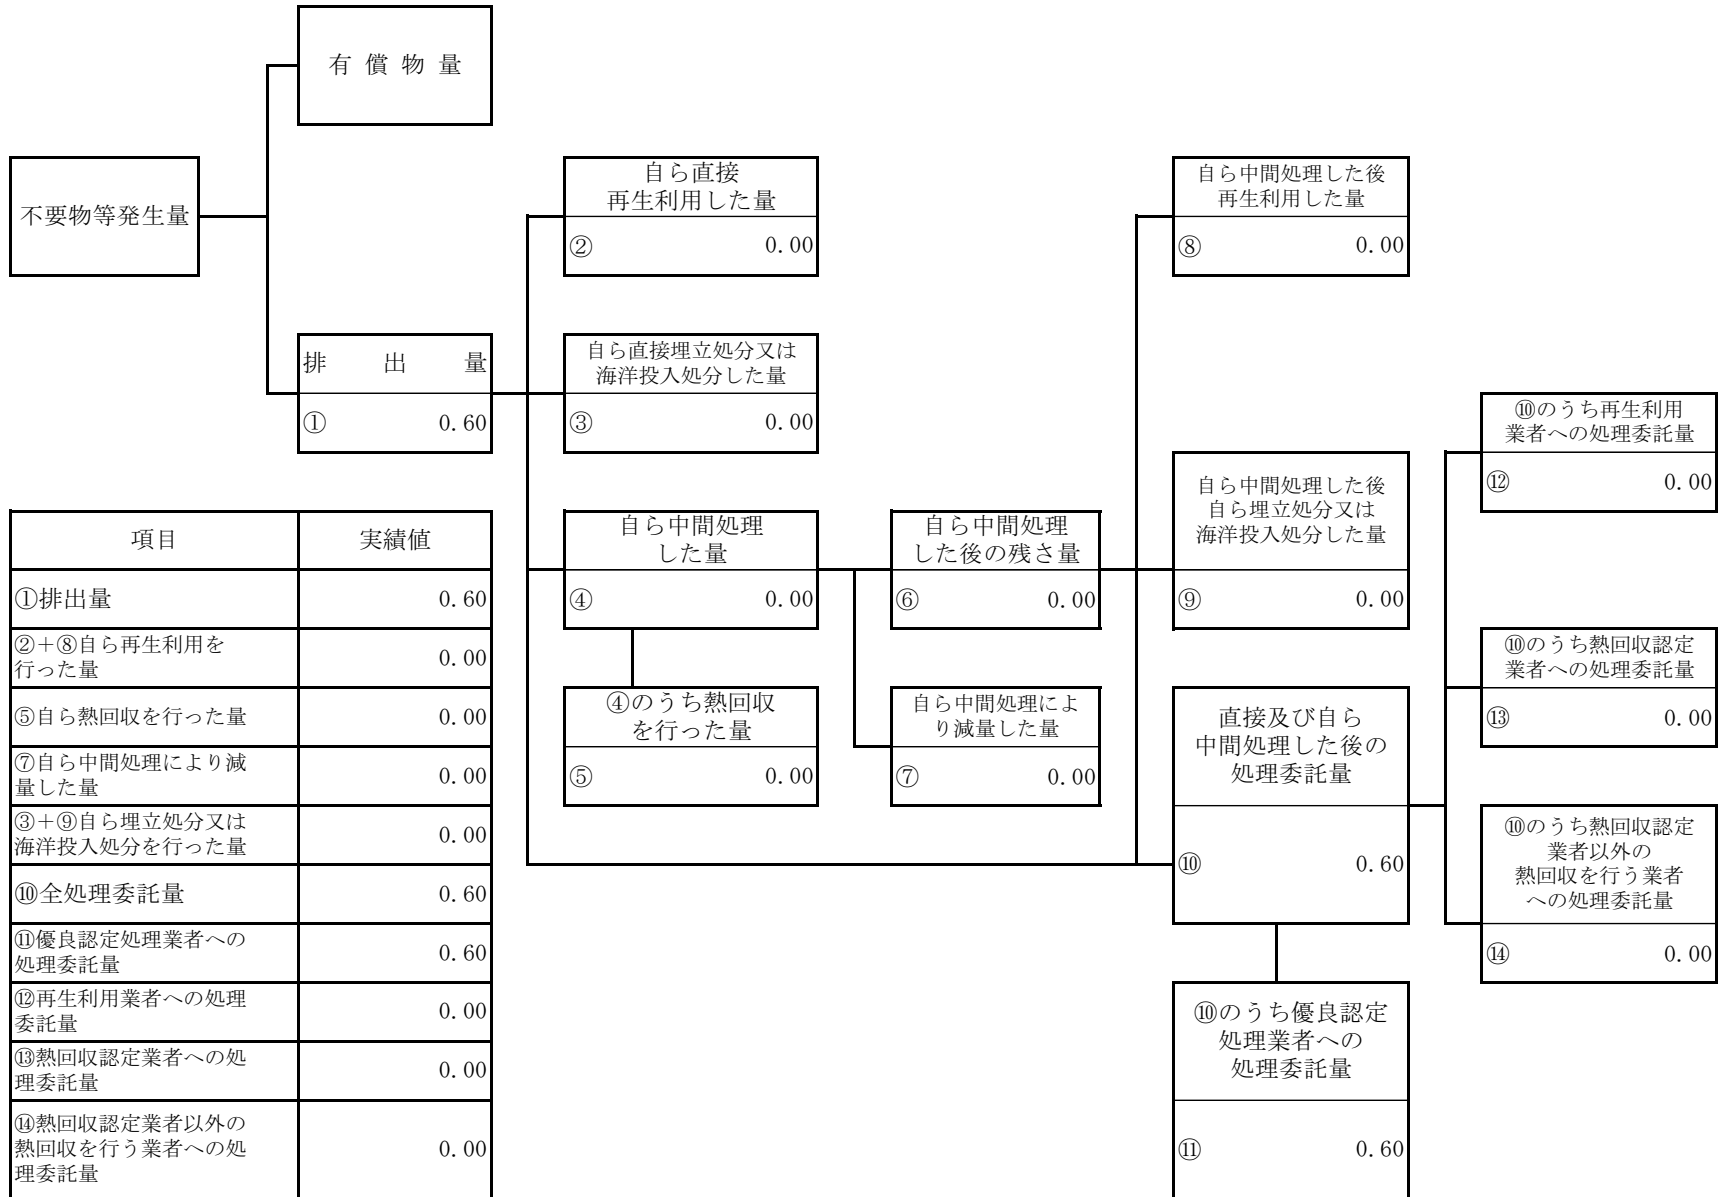 有償物量
不要物等発生量
自ら直接
再生利用した量
② 0.00
自ら中間処理した後
再生利用した量
⑧ 0.00
排出量
① 0.60
自ら直接埋立処分又は
海洋投入処分した量
③ 0.00
⑩のうち再生利用
業者への処理委託量
⑫ 0.00
自ら中間処理した後
自ら埋立処分又は
海洋投入処分した量
⑨ 0.00
自ら中間処理
した量
④ 0.00
自ら中間処理
した後の残さ量
⑥ 0.00
⑩のうち熱回収認定
業者への処理委託量
⑬ 0.00
④のうち熱回収
を行った量
⑤ 0.00
自ら中間処理によ
り減量した量
⑦ 0.00
直接及び自ら
中間処理した後の
処理委託量
⑩ 0.60
⑩のうち熱回収認定
業者以外の
熱回収を行う業者
への処理委託量
⑭ 0.00
⑩のうち優良認定
処理業者への
処理委託量
⑪ 0.60
項目 実績値
①排出量 0.60
②＋⑧自ら再生利用を
行った量 0.00
⑤自ら熱回収を行った量 0.00
⑦自ら中間処理により減
量した量 0.00
③＋⑨自ら埋立処分又は
海洋投入処分を行った量 0.00
⑩全処理委託量 0.60
⑪優良認定処理業者への
処理委託量 0.60
⑫再生利用業者への処理
委託量 0.00
⑬熱回収認定業者への処
理委託量 0.00
⑭熱回収認定業者以外の
熱回収を行う業者への処
理委託量 0.00